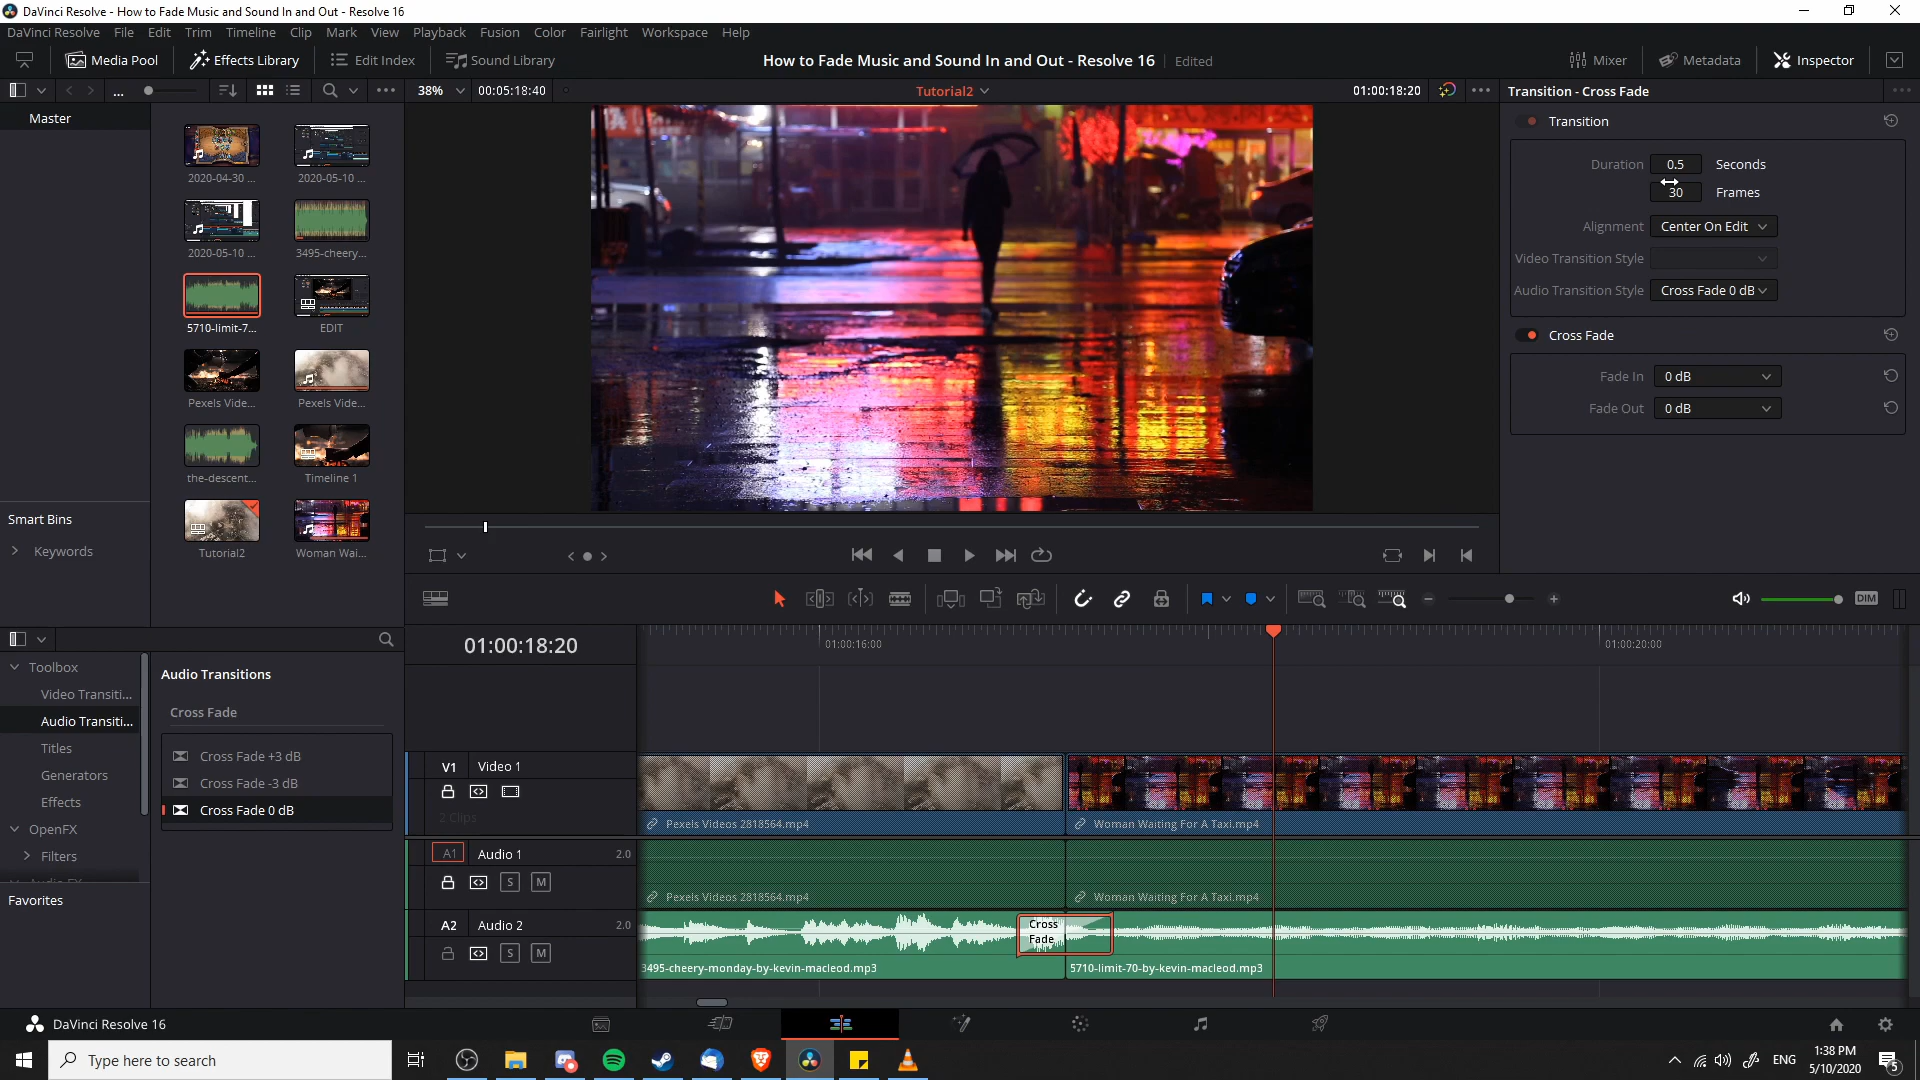 DaVinci Resolve - How to Fade Music and Sound In and Out - Resolve 16
DaVinci Resolve File Edit Trim Timeline Clip Mark View Playback Fusion Color Fairlight Workspace Help
Media Pool Effects Library Edit Index Sound Library How to Fade Music and Sound In and Out - Resolve 16 Edited Mixer Metadata Inspector
... 38% 00:05:18:40 Tutorial2 01:00:18:20 Transition - Cross Fade
Master
Transition
Duration 0.5 Seconds
30 Frames
Alignment Center On Edit
Video Transition Style
Audio Transition Style Cross Fade 0 dB
Cross Fade
Fade In 0 dB
Fade Out 0 dB
2020-04-30 ... 2020-05-10 ...
2020-05-10 ... 3495-cheery...
5710-limit-7... EDIT
Pexels Vide... Pexels Vide...
the-descent... Timeline 1
Tutorial2 Woman Wai...
Smart Bins
Keywords
DIM
01:00:18:20 01:00:16:00 01:00:20:00
Toolbox
Video Transiti...
Audio Transiti...
Titles
Generators
Effects
OpenFX
Filters
Favorites
Audio Transitions
Cross Fade
Cross Fade +3 dB
Cross Fade -3 dB
Cross Fade 0 dB
V1 Video 1
2 Clips
Pexels Videos 2818564.mp4 Woman Waiting For A Taxi.mp4
A1 Audio 1 2.0
S M
Pexels Videos 2818564.mp4 Woman Waiting For A Taxi.mp4
A2 Audio 2 2.0
S M
Cross
Fade
3495-cheery-monday-by-kevin-macleod.mp3 5710-limit-70-by-kevin-macleod.mp3
DaVinci Resolve 16
Type here to search
ENG
1:38 PM
5/10/2020
5